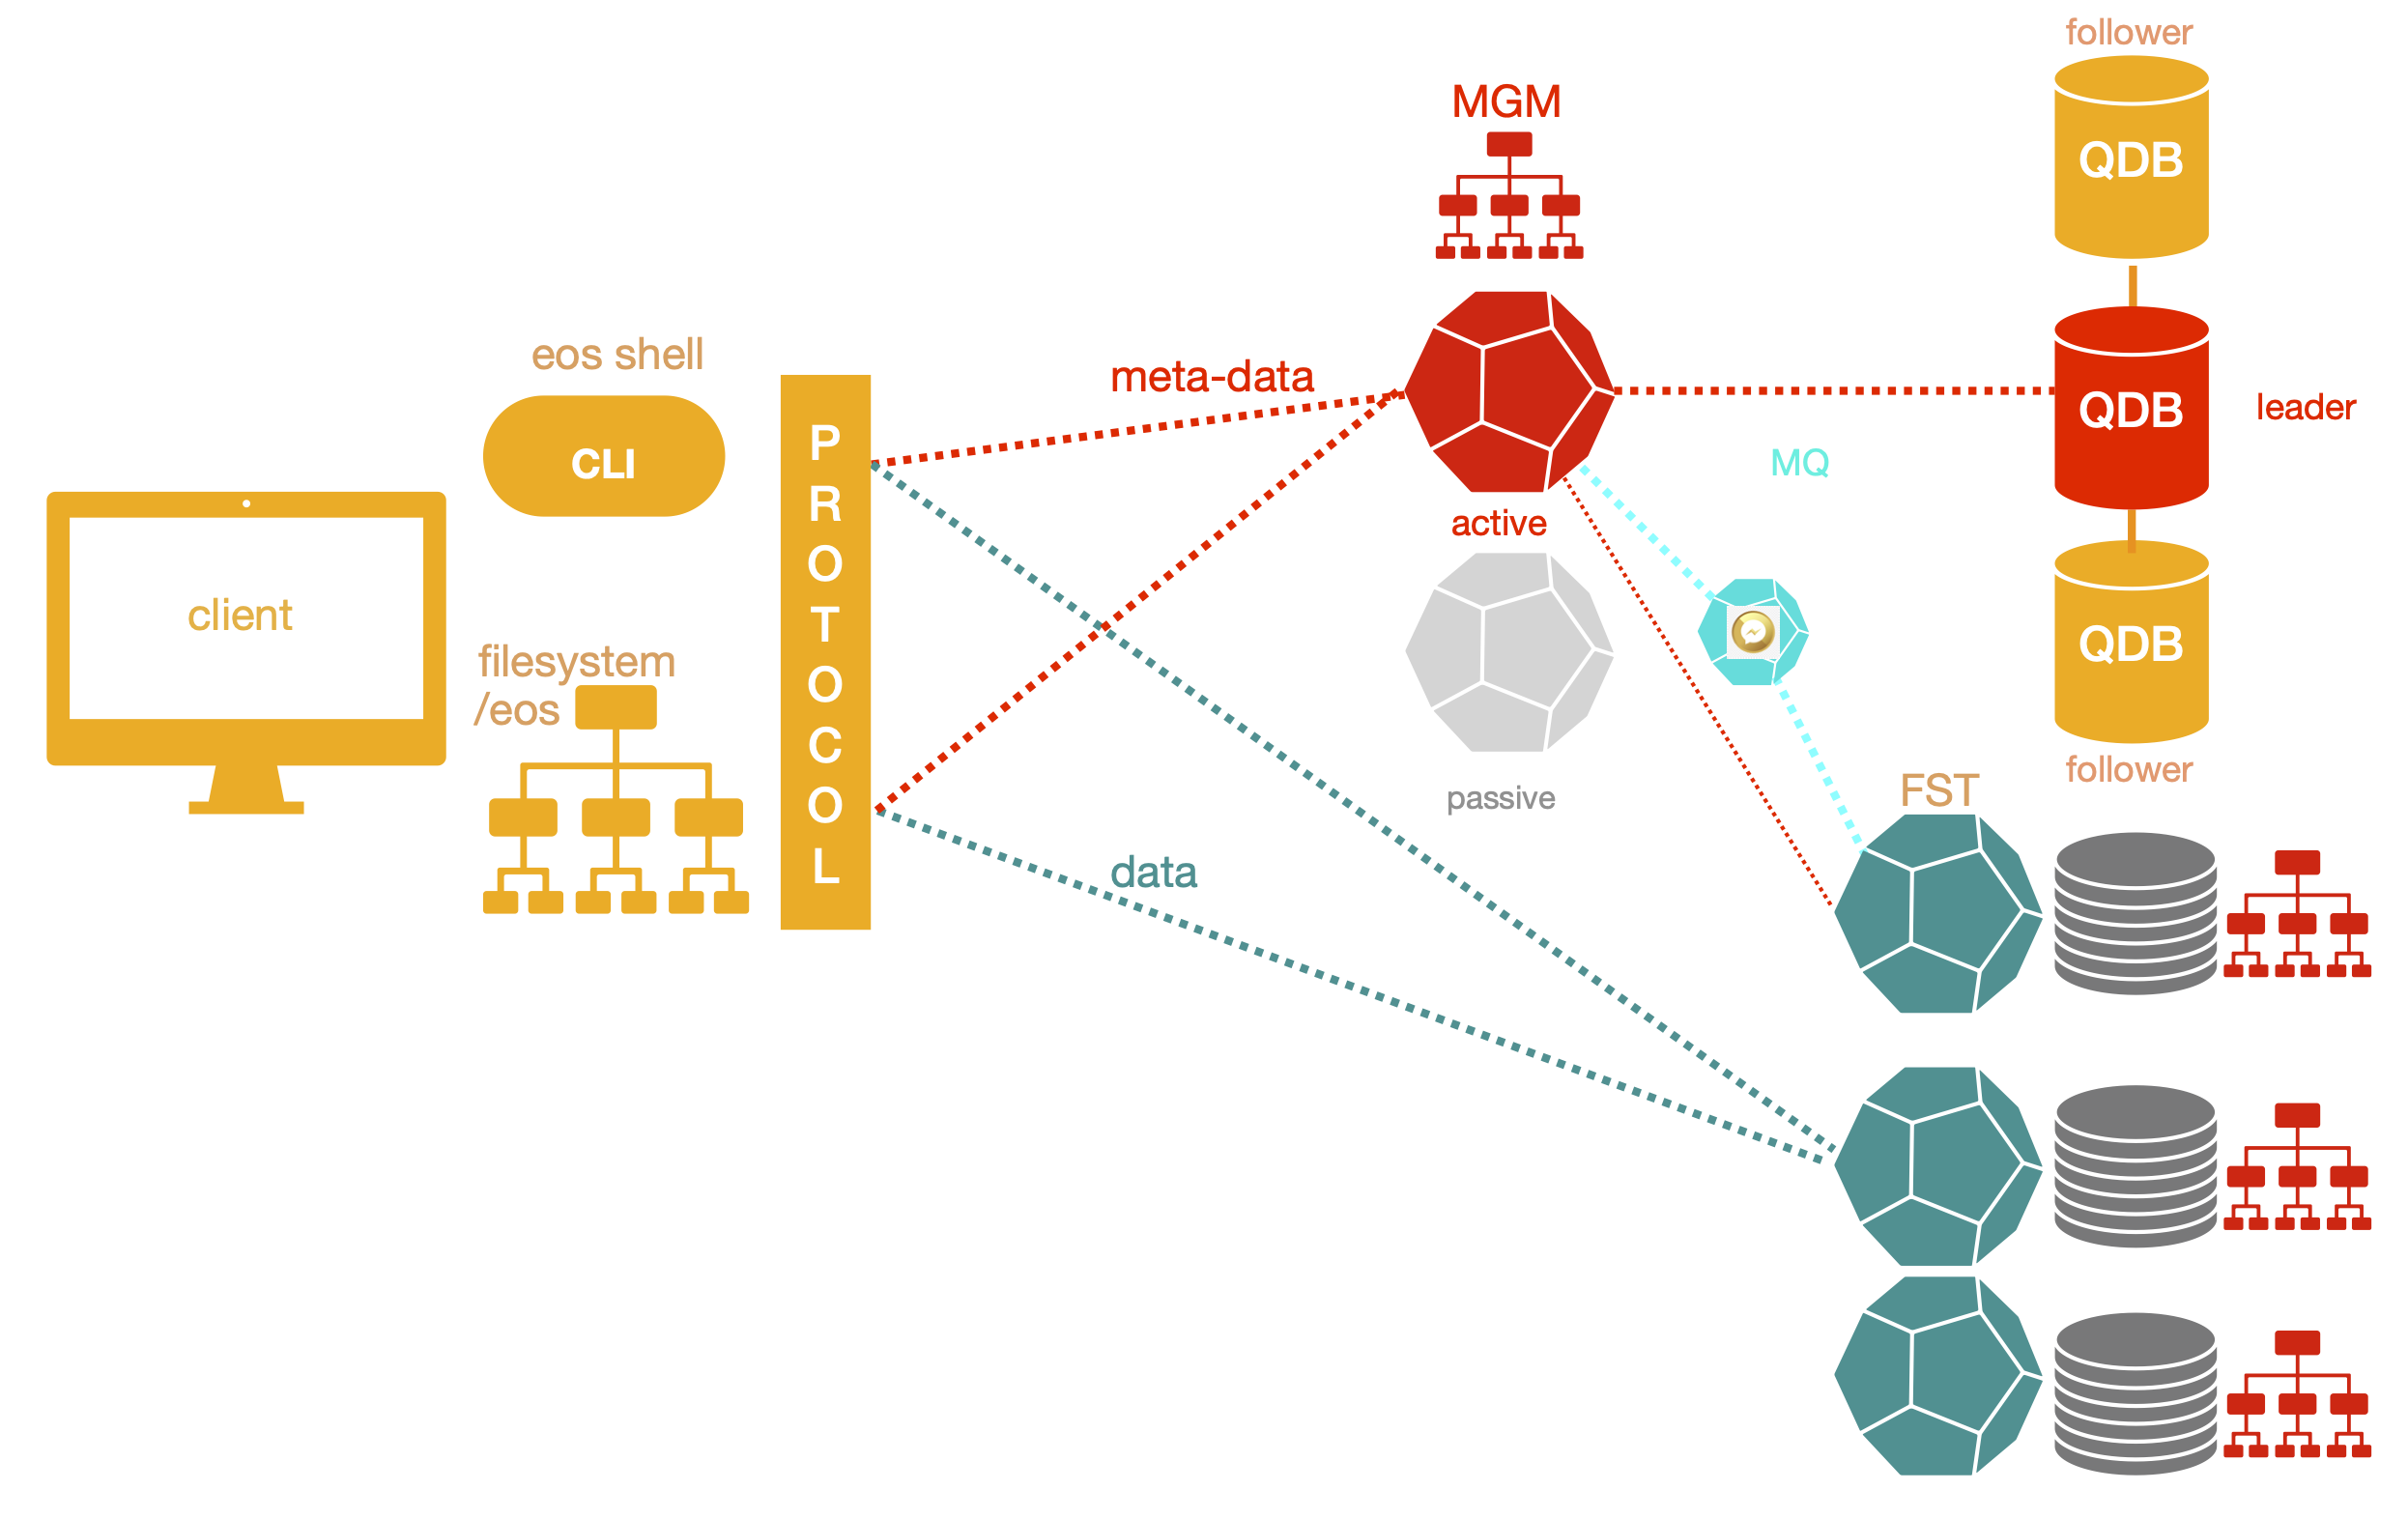 follower
MGM
QDB
eos shell
meta-data
CLI
QDB
leader
MQ
active
PROTOCOL
client
filesystem
/eos
QDB
follover
passive
FST
data